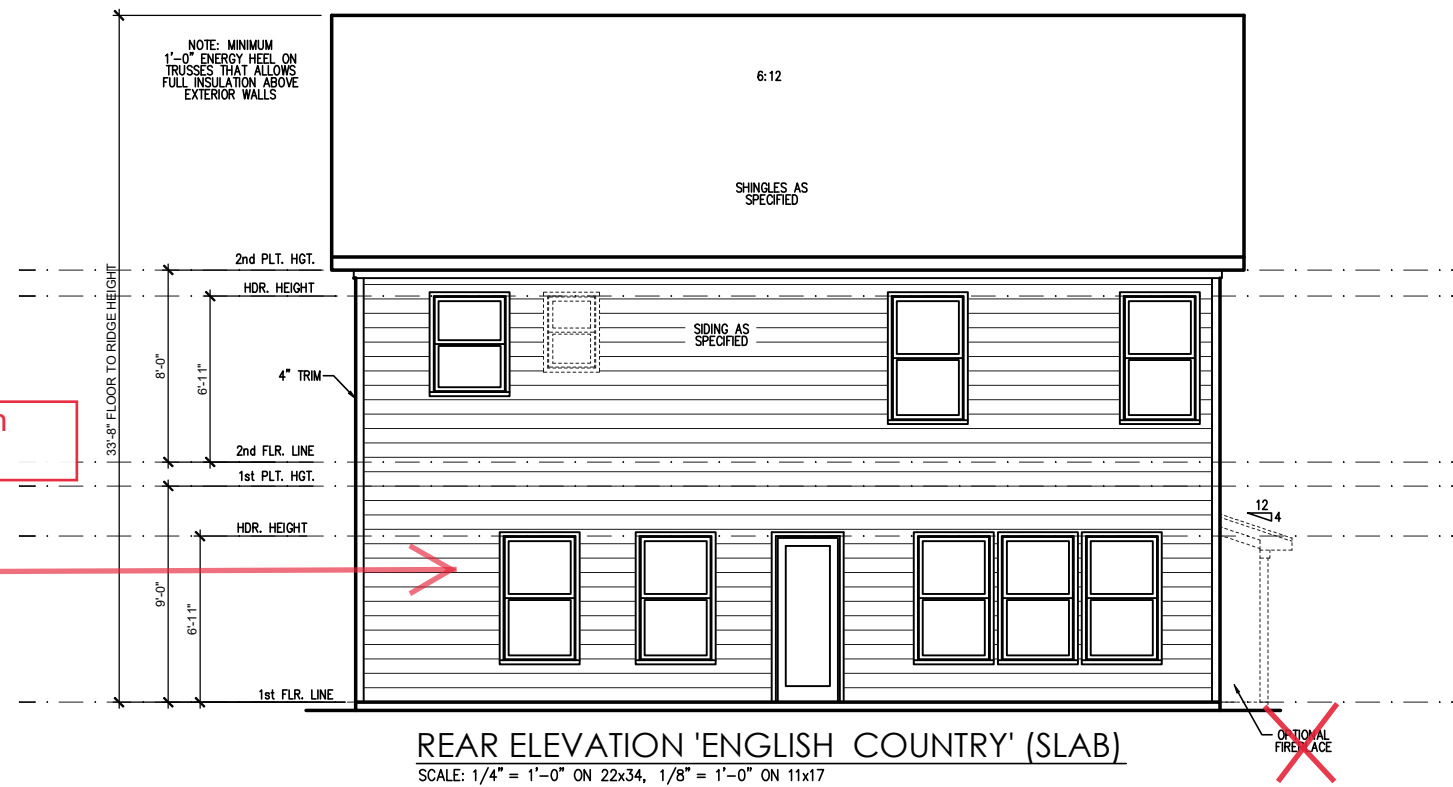 NOTE: MINIMUM
1'-0" ENERGY HEEL ON
TRUSSES THAT ALLOWS
FULL INSULATION ABOVE
EXTERIOR WALLS
6:12
SHINGLES AS
SPECIFIED
33'-8" FLOOR TO RIDGE HEIGHT
2nd PLT. HGT.
HDR. HEIGHT
8'-0"
6'-11"
SIDING AS
SPECIFIED
4" TRIM
2nd FLR. LINE
1st PLT. HGT.
HDR. HEIGHT
9'-0"
6'-11"
12
4
1st FLR. LINE
OPTIONAL
FIREPLACE
REAR ELEVATION 'ENGLISH COUNTRY' (SLAB)
SCALE: 1/4" = 1'-0" ON 22x34, 1/8" = 1'-0" ON 11x17